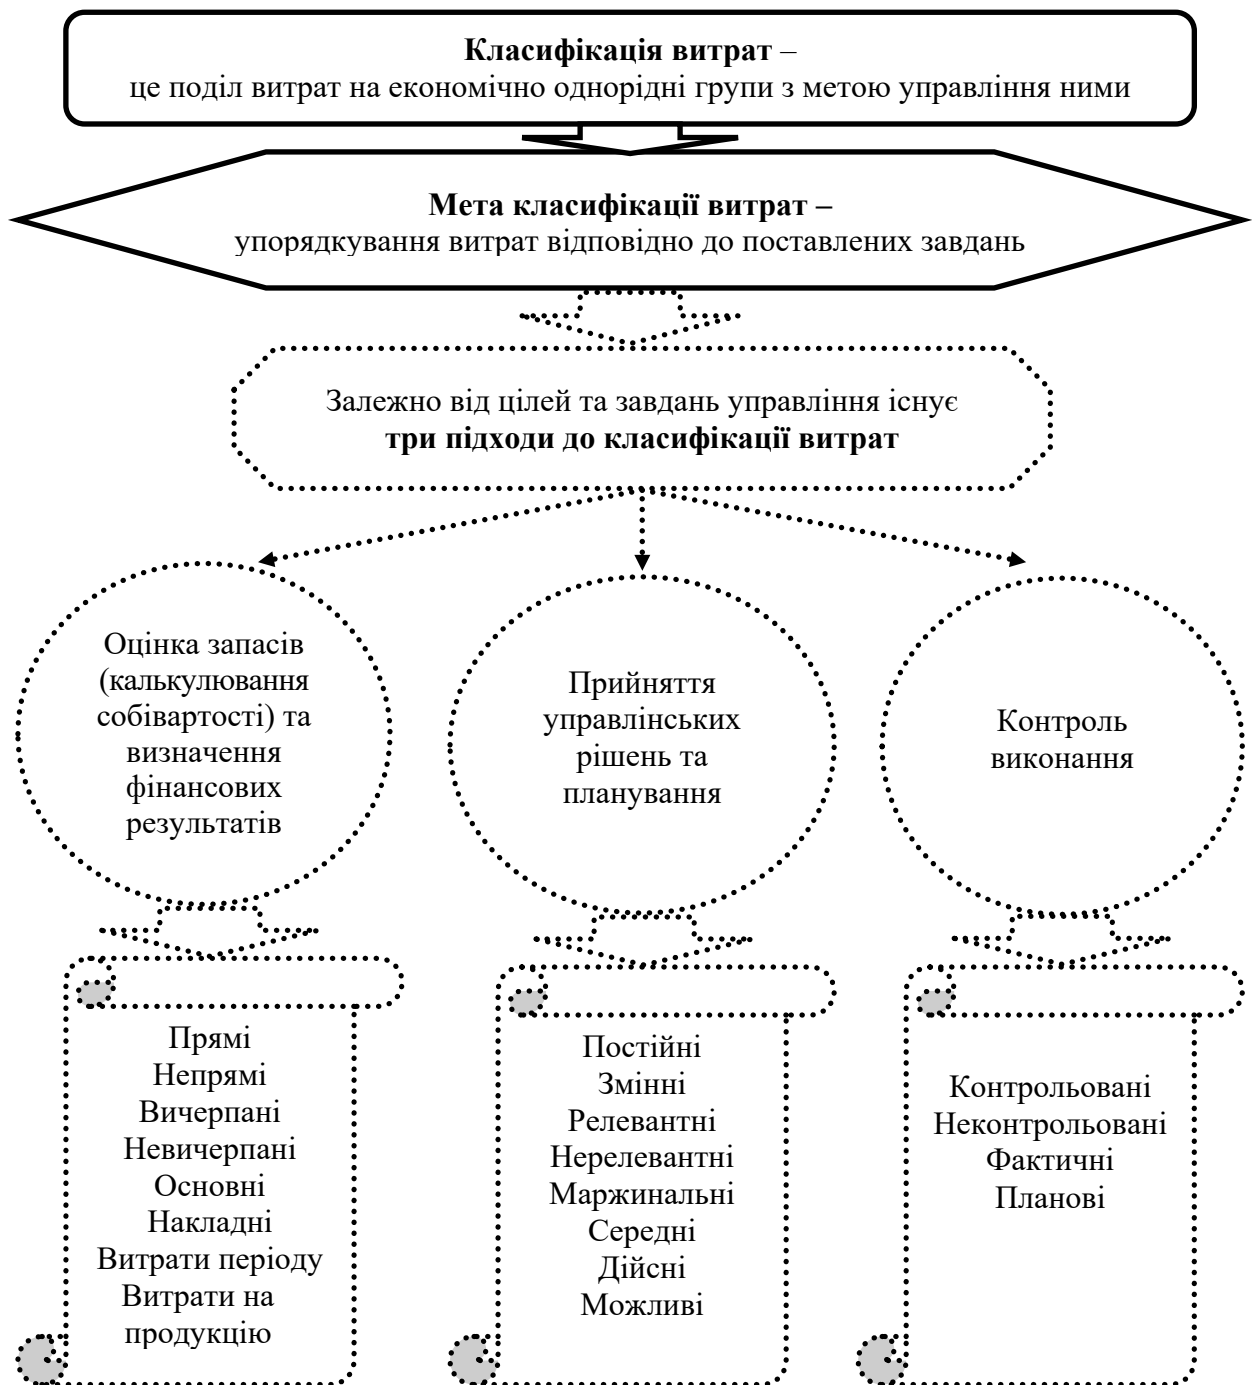 Класифікація витрат –
це поділ витрат на економічно однорідні групи з метою управління ними
Мета класифікації витрат –
упорядкування витрат відповідно до поставлених завдань
Залежно від цілей та завдань управління існує
три підходи до класифікації витрат
Оцінка запасів
(калькулювання
собівартості) та
визначення
фінансових
результатів
Прийняття
управлінських
рішень та
планування
Контроль
виконання
Прямі
Непрямі
Вичерпані
Невичерпані
Основні
Накладні
Витрати періоду
Витрати на
продукцію
Постійні
Змінні
Релевантні
Нерелевантні
Маржинальні
Середні
Дійсні
Можливі
Контрольовані
Неконтрольовані
Фактичні
Планові